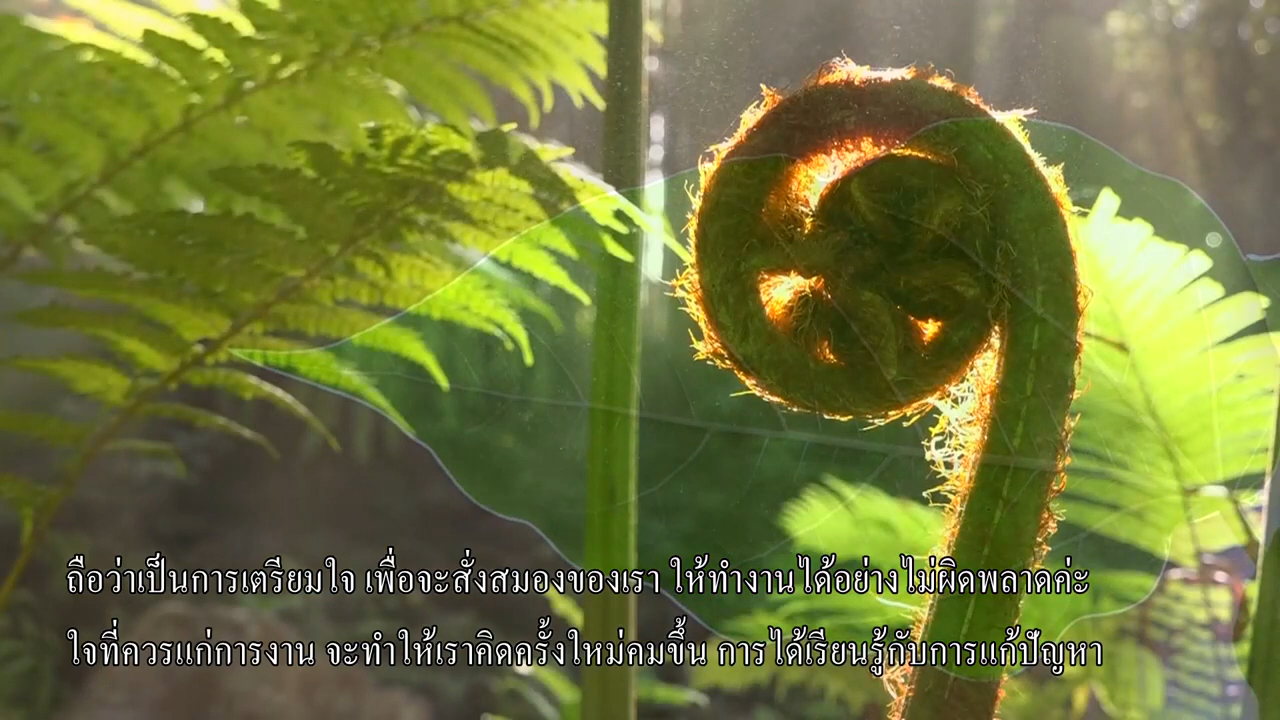 ถือว่าเป็นการเตรียมใจ เพื่อจะสั่งสมองของเรา ให้ทำงานได้อย่างไม่ผิดพลาดค่ะ
ใจที่ควรแก่การงาน จะทำให้เราคิดครั้งใหม่คมขึ้น การได้เรียนรู้กับการแก้ปัญหา